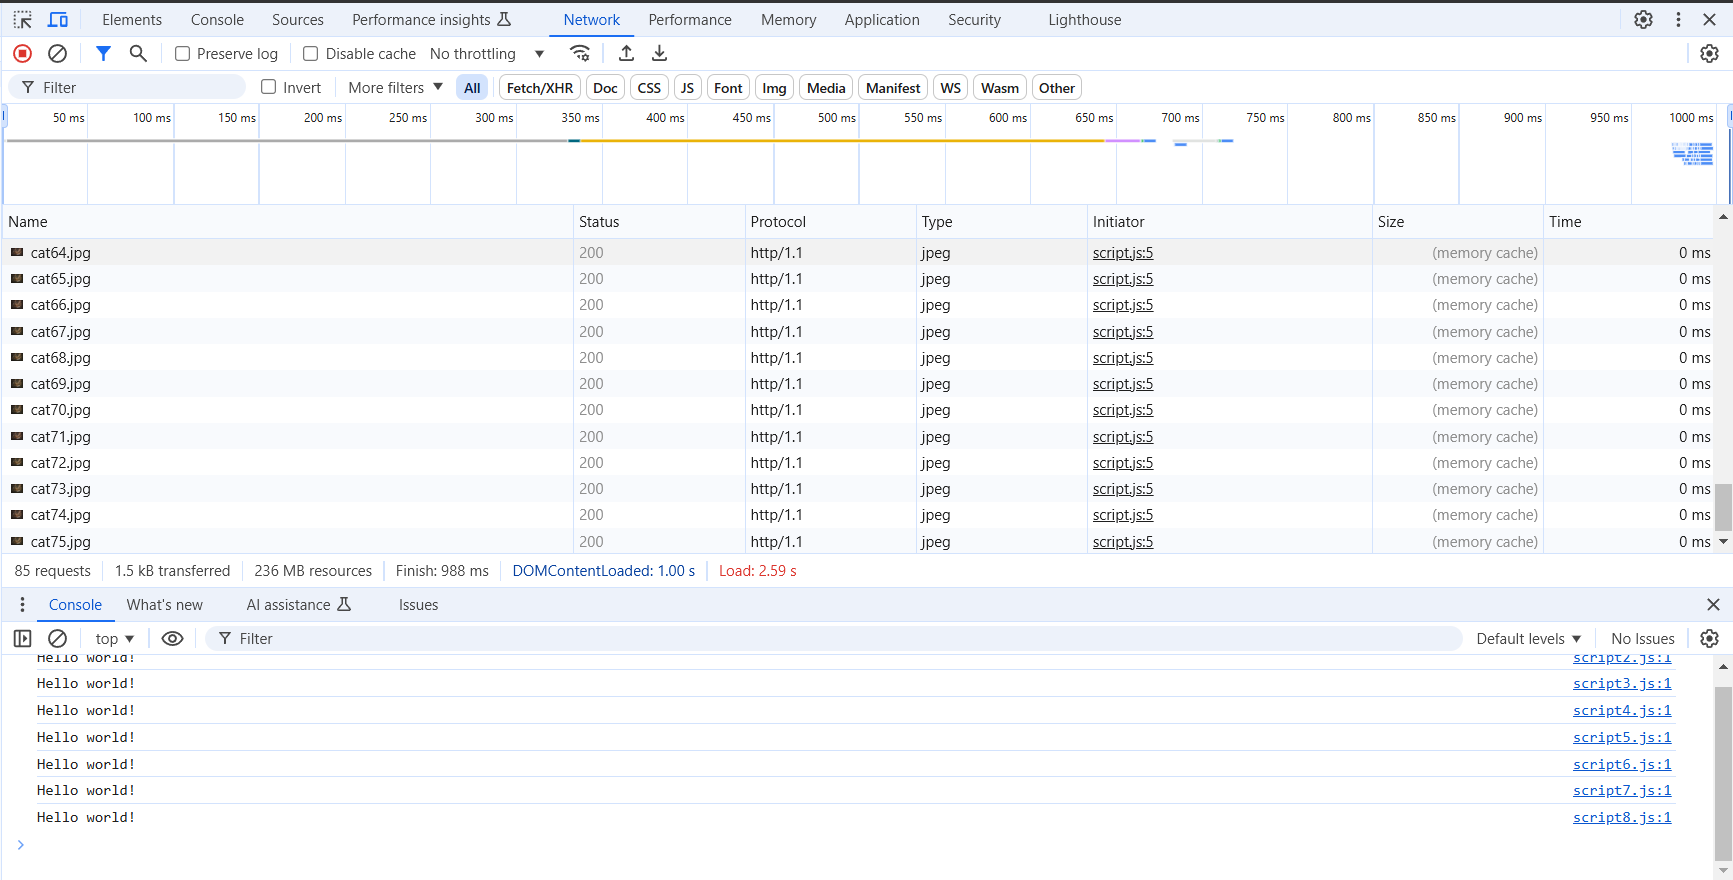 Elements Console Sources Performance insights Network Performance Memory Application Security Lighthouse
Preserve log Disable cache No throttling
Filter Invert More filters All Fetch/XHR Doc CSS JS Font Img Media Manifest WS Wasm Other
50 ms 100 ms 150 ms 200 ms 250 ms 300 ms 350 ms 400 ms 450 ms 500 ms 550 ms 600 ms 650 ms 700 ms 750 ms 800 ms 850 ms 900 ms 950 ms 1000 ms
Name Status Protocol Type Initiator Size Time
cat64.jpg 200 http/1.1 jpeg script.js:5 (memory cache) 0 ms
cat65.jpg 200 http/1.1 jpeg script.js:5 (memory cache) 0 ms
cat66.jpg 200 http/1.1 jpeg script.js:5 (memory cache) 0 ms
cat67.jpg 200 http/1.1 jpeg script.js:5 (memory cache) 0 ms
cat68.jpg 200 http/1.1 jpeg script.js:5 (memory cache) 0 ms
cat69.jpg 200 http/1.1 jpeg script.js:5 (memory cache) 0 ms
cat70.jpg 200 http/1.1 jpeg script.js:5 (memory cache) 0 ms
cat71.jpg 200 http/1.1 jpeg script.js:5 (memory cache) 0 ms
cat72.jpg 200 http/1.1 jpeg script.js:5 (memory cache) 0 ms
cat73.jpg 200 http/1.1 jpeg script.js:5 (memory cache) 0 ms
cat74.jpg 200 http/1.1 jpeg script.js:5 (memory cache) 0 ms
cat75.jpg 200 http/1.1 jpeg script.js:5 (memory cache) 0 ms
85 requests 1.5 kB transferred 236 MB resources Finish: 988 ms DOMContentLoaded: 1.00 s Load: 2.59 s
Console What's new AI assistance Issues
top Filter Default levels No Issues
Hello world! script2.js:1
Hello world! script3.js:1
Hello world! script4.js:1
Hello world! script5.js:1
Hello world! script6.js:1
Hello world! script7.js:1
Hello world! script8.js:1